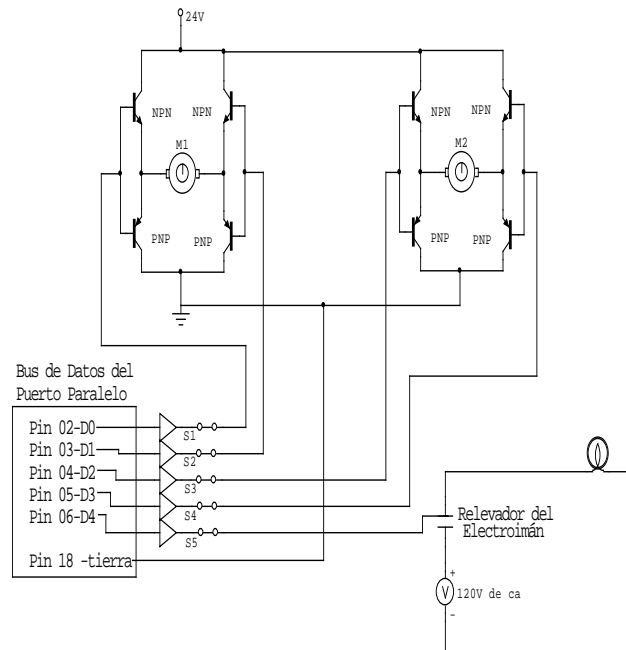 24V
NPN
NPN
NPN
NPN
M1
M2
PNP
PNP
PNP
PNP
Bus de Datos del
Puerto Paralelo
Pin 02-D0
S1
Pin 03-D1
S2
Pin 04-D2
S3
Pin 05-D3
S4
Pin 06-D4
S5
Pin 18 -tierra
Relevador del
Electroimán
+
V
120V de ca
-